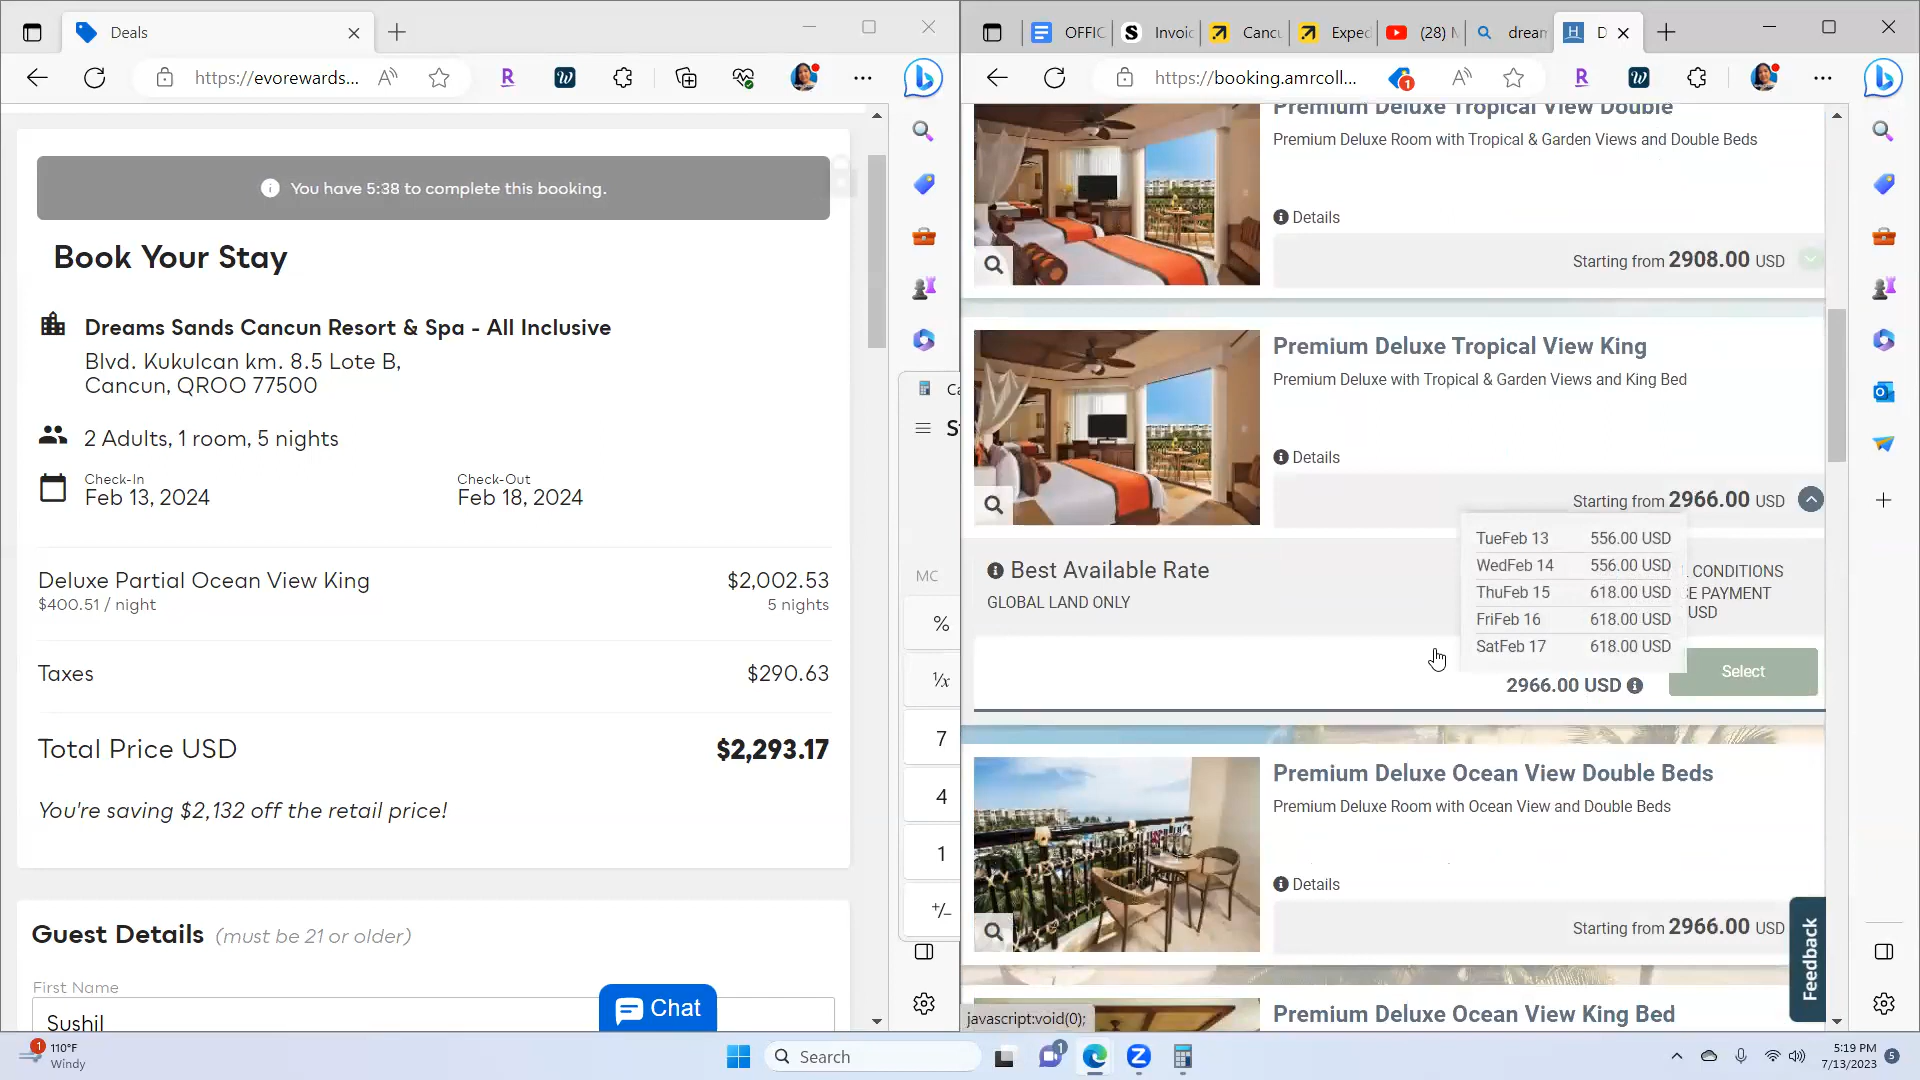 Deals
https://evorewards...
You have 5:38 to complete this booking.
Book Your Stay
Dreams Sands Cancun Resort & Spa - All Inclusive
Blvd. Kukulcan km. 8.5 Lote B,
Cancun, QROO 77500
2 Adults, 1 room, 5 nights
Check-In
Feb 13, 2024
Check-Out
Feb 18, 2024
Deluxe Partial Ocean View King
$2,002.53
$400.51 / night
5 nights
Taxes
$290.63
Total Price USD
$2,293.17
You're saving $2,132 off the retail price!
Guest Details (must be 21 or older)
First Name
Sushil
Chat
MC
%
¹/x
7
4
1
+/-
OFFIC
Invoic
Cancu
Exped
(28) M
dream
D
https://booking.amrcoll...
1
Premium Deluxe Tropical View Double
Premium Deluxe Room with Tropical & Garden Views and Double Beds
Details
Starting from 2908.00 USD
Premium Deluxe Tropical View King
Premium Deluxe with Tropical & Garden Views and King Bed
Details
Starting from 2966.00 USD
TueFeb 13 556.00 USD
WedFeb 14 556.00 USD
ThuFeb 15 618.00 USD
FriFeb 16 618.00 USD
SatFeb 17 618.00 USD
Best Available Rate
GLOBAL LAND ONLY
CONDITIONS
SE PAYMENT
USD
2966.00 USD
Select
Premium Deluxe Ocean View Double Beds
Premium Deluxe Room with Ocean View and Double Beds
Details
Starting from 2966.00 USD
Feedback
Premium Deluxe Ocean View King Bed
javascript:void(0);
1
110°F
Windy
Search
1
5:19 PM
7/13/2023
5